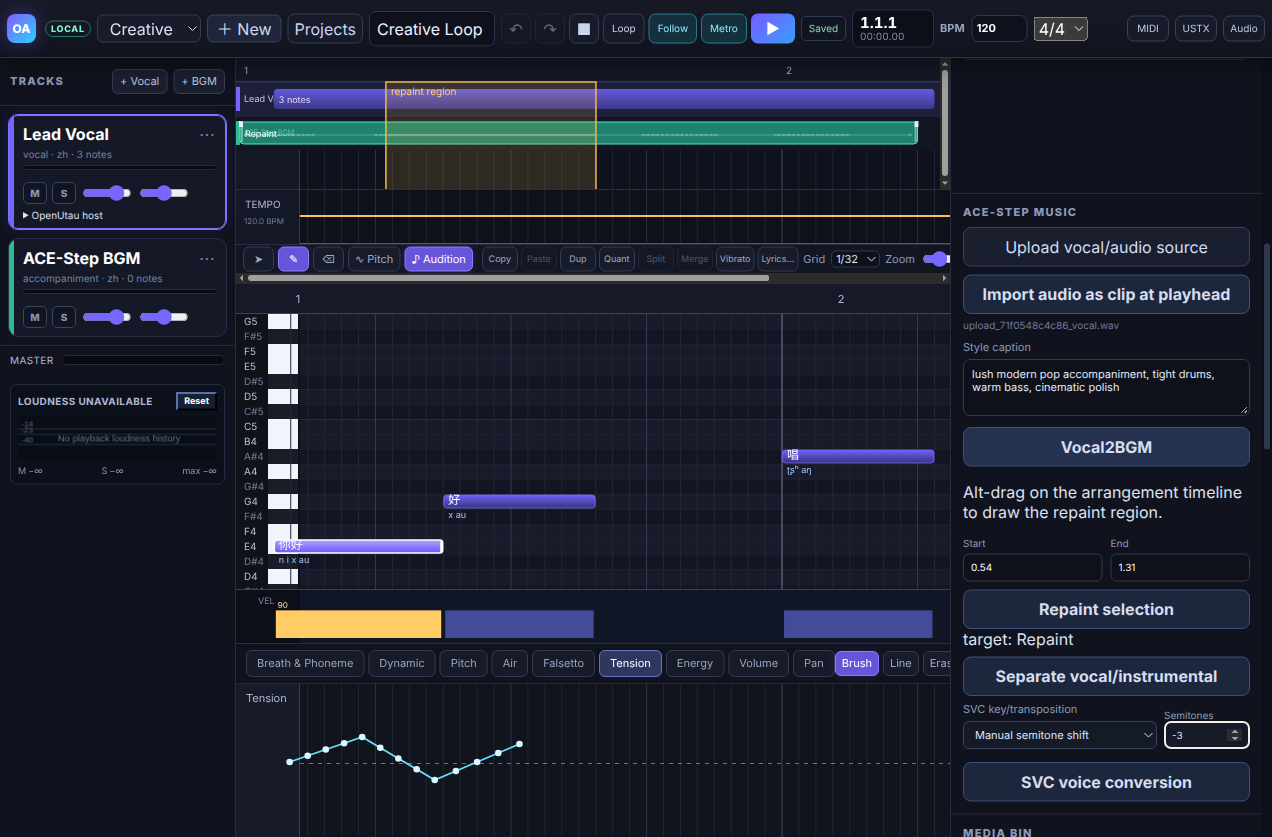 OA LOCAL Creative + New Projects Creative Loop Loop Follow Metro Saved 1.1.1 BPM 120 4/4 MIDI USTX Audio
00:00.00
TRACKS + Vocal + BGM
Lead Vocal ...
vocal · zh · 3 notes
M S
OpenUtau host
ACE-Step BGM ...
accompaniment · zh · 0 notes
M S
MASTER
LOUDNESS UNAVAILABLE Reset
-14
-23
-40
No playback loudness history
M −∞ S −∞ max −∞
1 2
repaint region
Lead V 3 notes
Repaint
TEMPO
120.0 BPM
Pitch Audition Copy Paste Dup Quant Split Merge Vibrato Lyrics... Grid 1/32 Zoom
1 2
G5
F#5
F5
E5
D#5
D5
C#5
C5
B4
A#4 唱
A4 ʈʂʰ aŋ
G#4
G4 好
F#4 x au
F4
E4 你好
D#4 n i x au
D4
VEL 90
Breath & Phoneme Dynamic Pitch Air Falsetto Tension Energy Volume Pan Brush Line Eras
Tension
ACE-STEP MUSIC
Upload vocal/audio source
Import audio as clip at playhead
upload_71f0548c4c86_vocal.wav
Style caption
lush modern pop accompaniment, tight drums,
warm bass, cinematic polish
Vocal2BGM
Alt-drag on the arrangement timeline
to draw the repaint region.
Start End
0.54 1.31
Repaint selection
target: Repaint
Separate vocal/instrumental
SVC key/transposition Semitones
Manual semitone shift -3
SVC voice conversion
MEDIA BIN